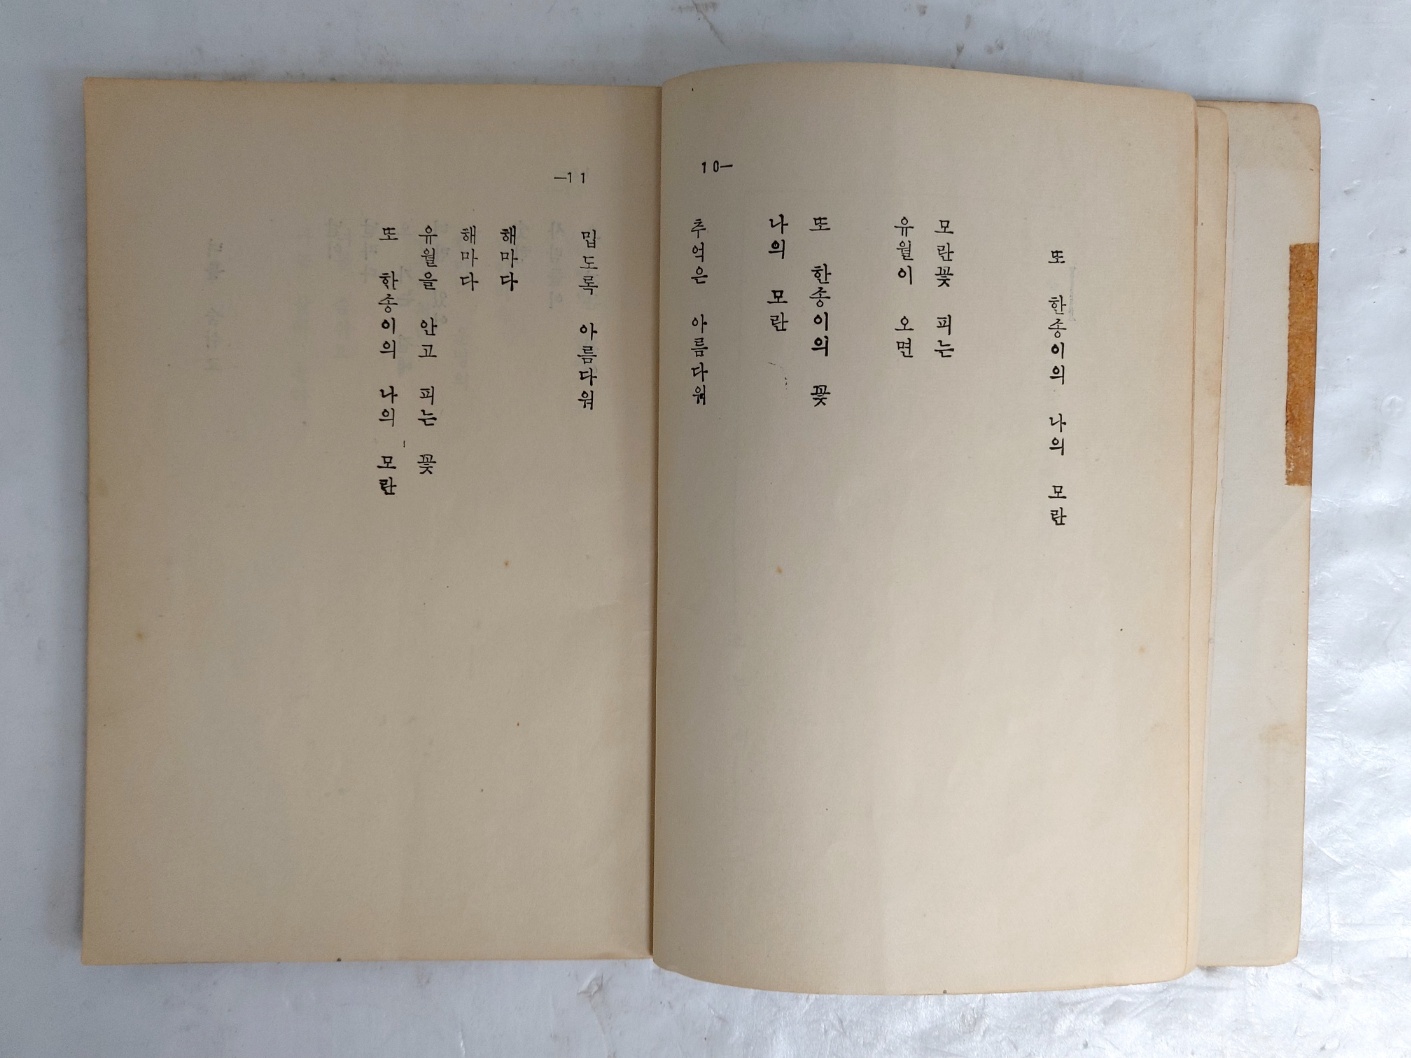 10—
또 한송이의 나의 모란
모란꽃 피는
유월이 오면
또 한송이의 꽃
나의 모란
추억은 아름다워
—11
밉도록 아름다워
해마다
해마다
유월을 안고 피는 꽃
또 한송이의 나의 모란